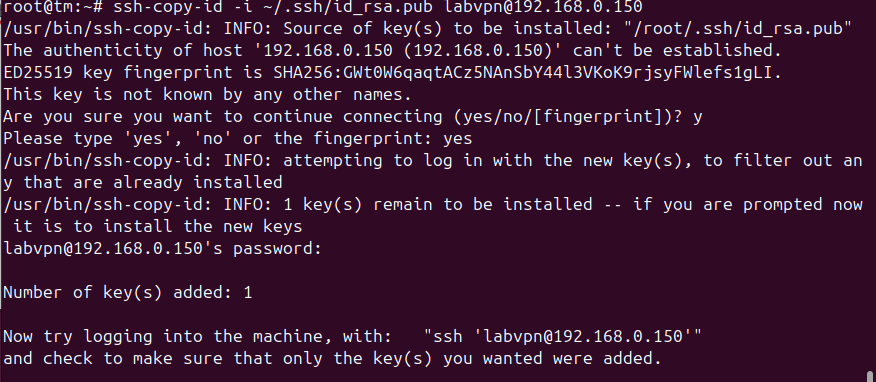 root@tm:~# ssh-copy-id -i ~/.ssh/id_rsa.pub labvpn@192.168.0.150
/usr/bin/ssh-copy-id: INFO: Source of key(s) to be installed: "/root/.ssh/id_rsa.pub"
The authenticity of host '192.168.0.150 (192.168.0.150)' can't be established.
ED25519 key fingerprint is SHA256:GWt0W6qaqtACz5NAnSbY44l3VKoK9rjsyFWlefs1gLI.
This key is not known by any other names.
Are you sure you want to continue connecting (yes/no/[fingerprint])? y
Please type 'yes', 'no' or the fingerprint: yes
/usr/bin/ssh-copy-id: INFO: attempting to log in with the new key(s), to filter out an
y that are already installed
/usr/bin/ssh-copy-id: INFO: 1 key(s) remain to be installed -- if you are prompted now
 it is to install the new keys
labvpn@192.168.0.150's password:
Number of key(s) added: 1
Now try logging into the machine, with:   "ssh 'labvpn@192.168.0.150'"
and check to make sure that only the key(s) you wanted were added.